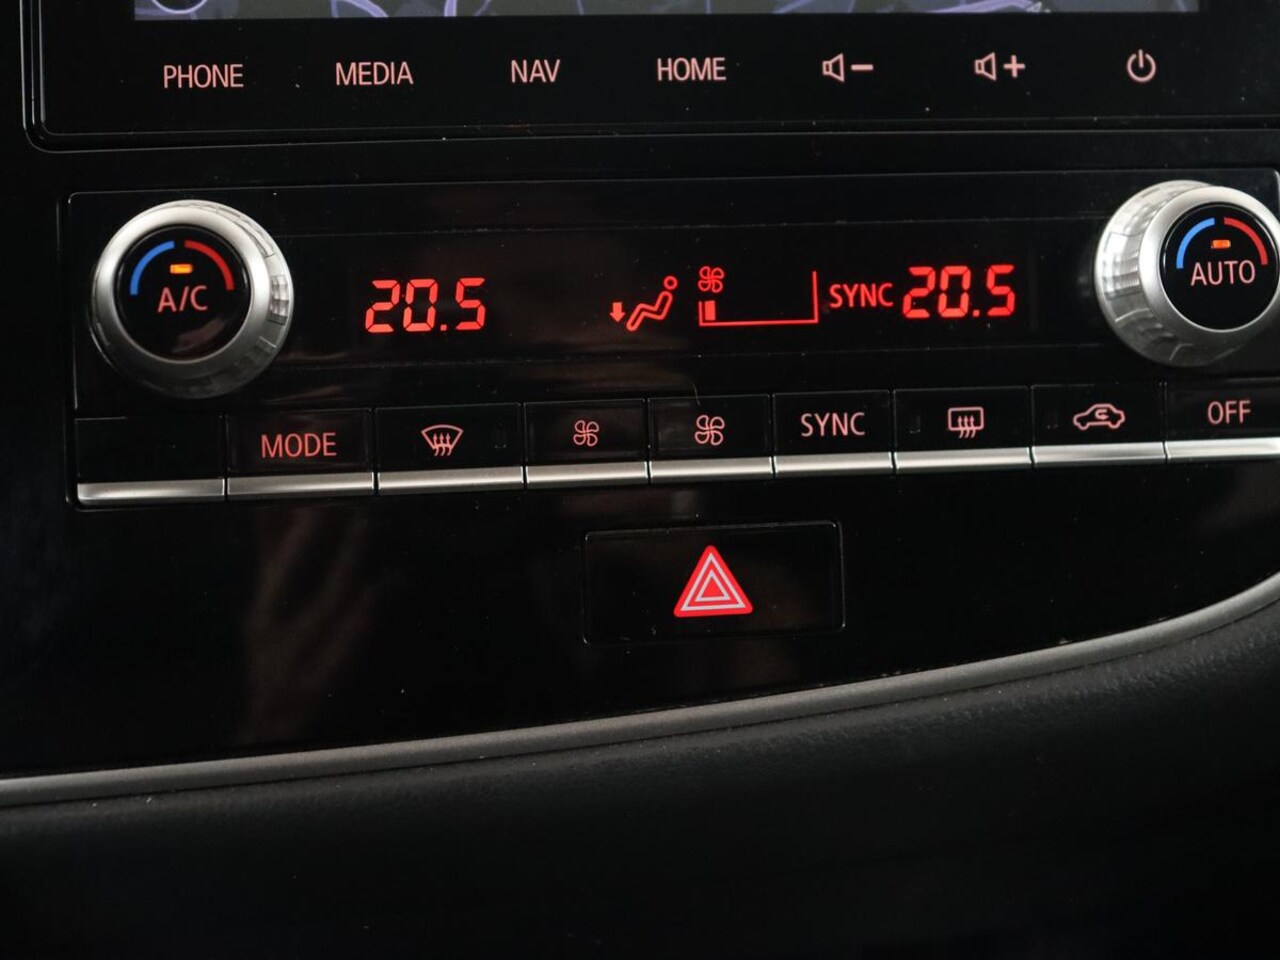 PHONE MEDIA NAV HOME
A/C 20.5 SYNC 20.5 AUTO
MODE SYNC OFF